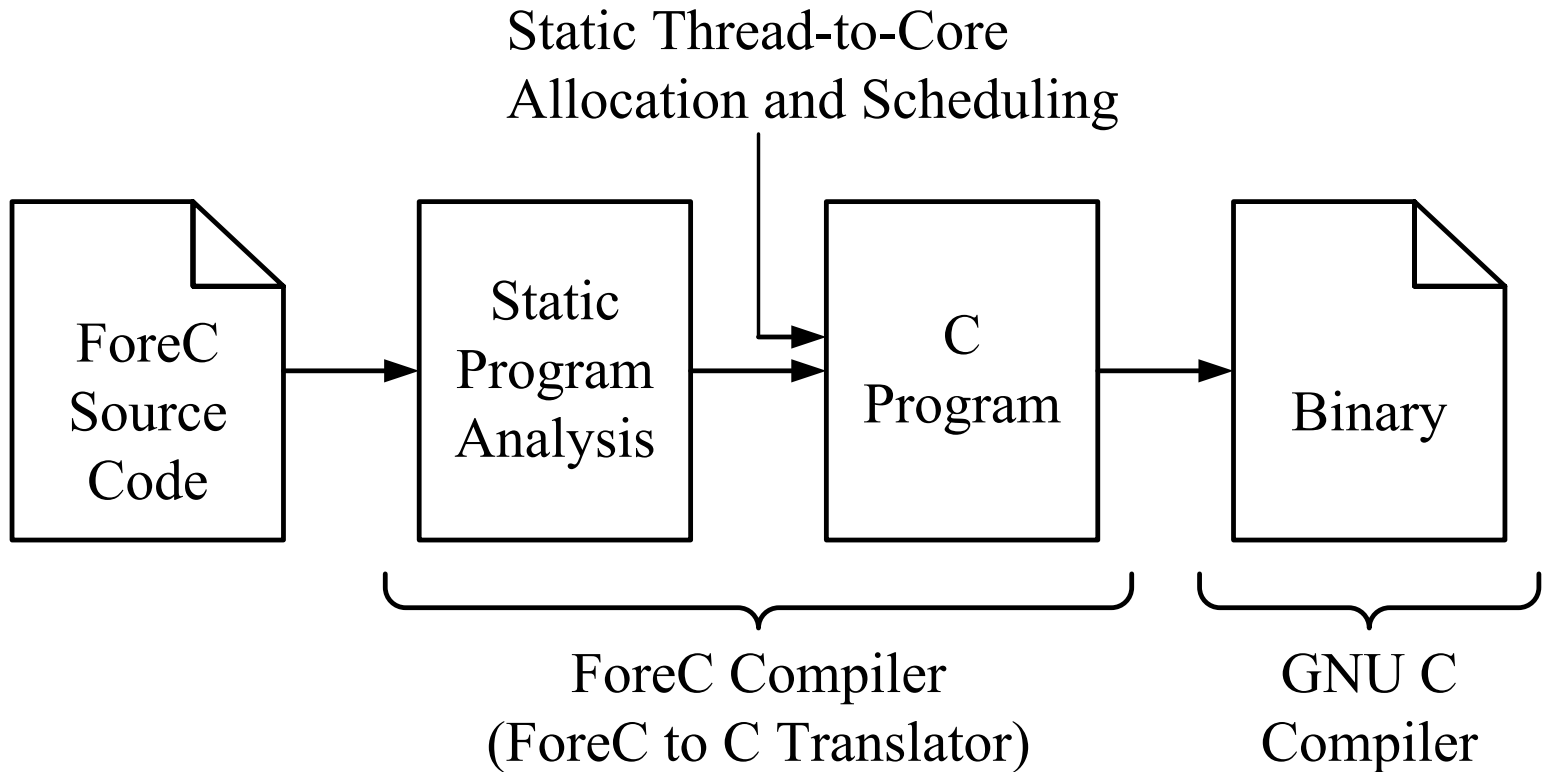 Static Thread-to-Core
Allocation and Scheduling
ForeC
Source
Code
Static
Program
Analysis
C
Program
Binary
ForeC Compiler
(ForeC to C Translator)
GNU C
Compiler